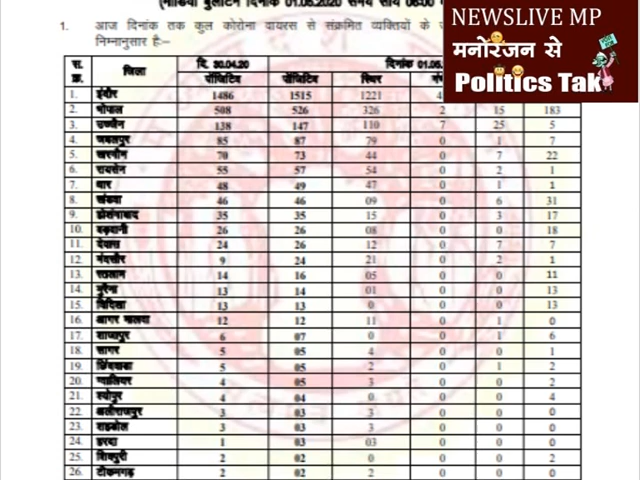 (मीडिया बुलेटिन दिनांक 01.05.2020 समय सायं 06:00
NEWSLIVE MP
मनोरंजन से
Politics Tak
1. आज दिनांक तक कुल कोरोना वायरस से संक्रमित व्यक्तियों के
निम्नानुसार है:–
स. क्र. जिला दि. 30.04.20 पॉजिटिव दिनांक 01.05. पॉजिटिव स्थिर
1. इंदौर 1486 1515 1221
2. भोपाल 508 526 326 2 15 183
3. उज्जैन 138 147 110 7 25 5
4. जबलपुर 85 87 79 0 1 7
5. खरगौन 70 73 44 0 7 22
6. रायसेन 55 57 54 0 2 1
7. धार 48 49 47 0 1 1
8. खंडवा 46 46 09 0 6 31
9. होशंगाबाद 35 35 15 0 3 17
10. बड़वानी 26 26 08 0 0 18
11. देवास 24 26 12 0 7 7
12. मंदसौर 9 24 21 0 2 1
13. रतलाम 14 16 05 0 0 11
14. मुरैना 13 14 01 0 0 13
15. विदिशा 13 13 0 0 0 13
16. आगर मालवा 12 12 11 0 1 0
17. शाजापुर 6 07 0 0 1 6
18. सागर 5 05 4 0 0 1
19. छिंदवाड़ा 5 05 2 0 1 2
20. ग्वालियर 4 05 3 0 0 2
21. श्योपुर 4 04 0 0 0 4
22. अलीराजपुर 3 03 3 0 0 0
23. शहडोल 3 03 3 0 0 0
24. हरदा 1 03 03 0 0 0
25. शिवपुरी 2 02 0 0 0 2
26. टीकमगढ़ 2 02 2 0 0 0